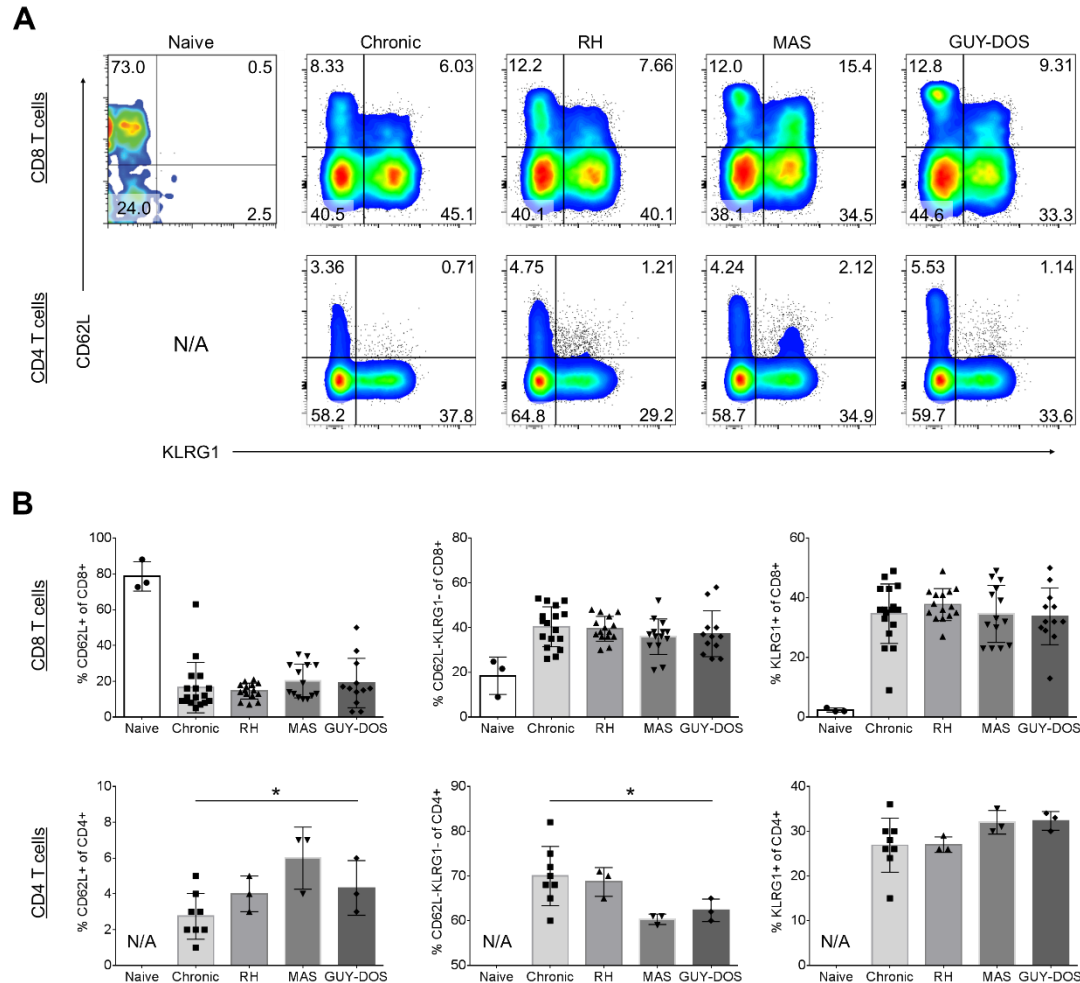 A
Naive Chronic RH MAS GUY-DOS
CD8 T cells
73.0 0.5
24.0 2.5
8.33 6.03
40.5 45.1
12.2 7.66
40.1 40.1
12.0 15.4
38.1 34.5
12.8 9.31
44.6 33.3
CD62L
CD4 T cells
N/A
3.36 0.71
58.2 37.8
4.75 1.21
64.8 29.2
4.24 2.12
58.7 34.9
5.53 1.14
59.7 33.6
KLRG1
B
CD8 T cells
% CD62L+ of CD8+
100
80
60
40
20
0
Naive Chronic RH MAS GUY-DOS
% CD62L-KLRG1- of CD8+
80
60
40
20
0
Naive Chronic RH MAS GUY-DOS
% KLRG1+ of CD8+
60
40
20
0
Naive Chronic RH MAS GUY-DOS
CD4 T cells
% CD62L+ of CD4+
10
8
6
4
2
0
*
N/A
Naive Chronic RH MAS GUY-DOS
% CD62L-KLRG1- of CD4+
90
80
70
60
50
*
N/A
Naive Chronic RH MAS GUY-DOS
% KLRG1+ of CD4+
40
30
20
10
0
N/A
Naive Chronic RH MAS GUY-DOS